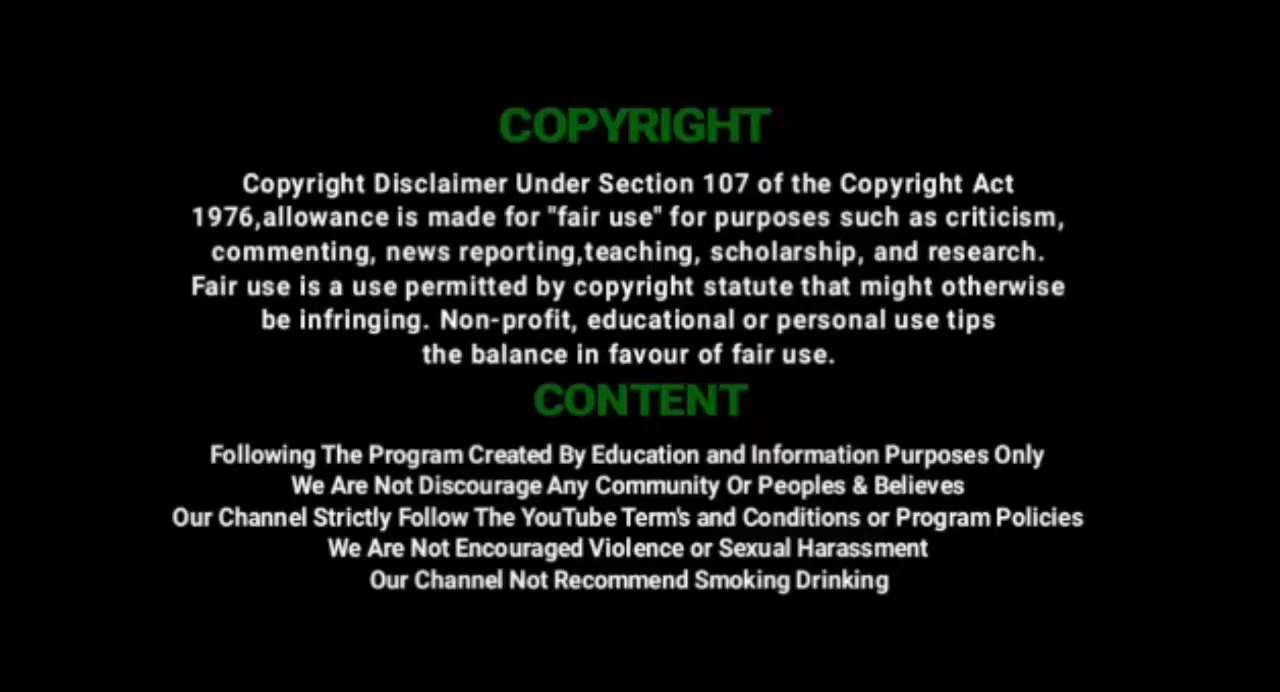 COPYRIGHT
Copyright Disclaimer Under Section 107 of the Copyright Act
1976,allowance is made for "fair use" for purposes such as criticism,
commenting, news reporting,teaching, scholarship, and research.
Fair use is a use permitted by copyright statute that might otherwise
be infringing. Non-profit, educational or personal use tips
the balance in favour of fair use.
CONTENT
Following The Program Created By Education and Information Purposes Only
We Are Not Discourage Any Community Or Peoples & Believes
Our Channel Strictly Follow The YouTube Term's and Conditions or Program Policies
We Are Not Encouraged Violence or Sexual Harassment
Our Channel Not Recommend Smoking Drinking